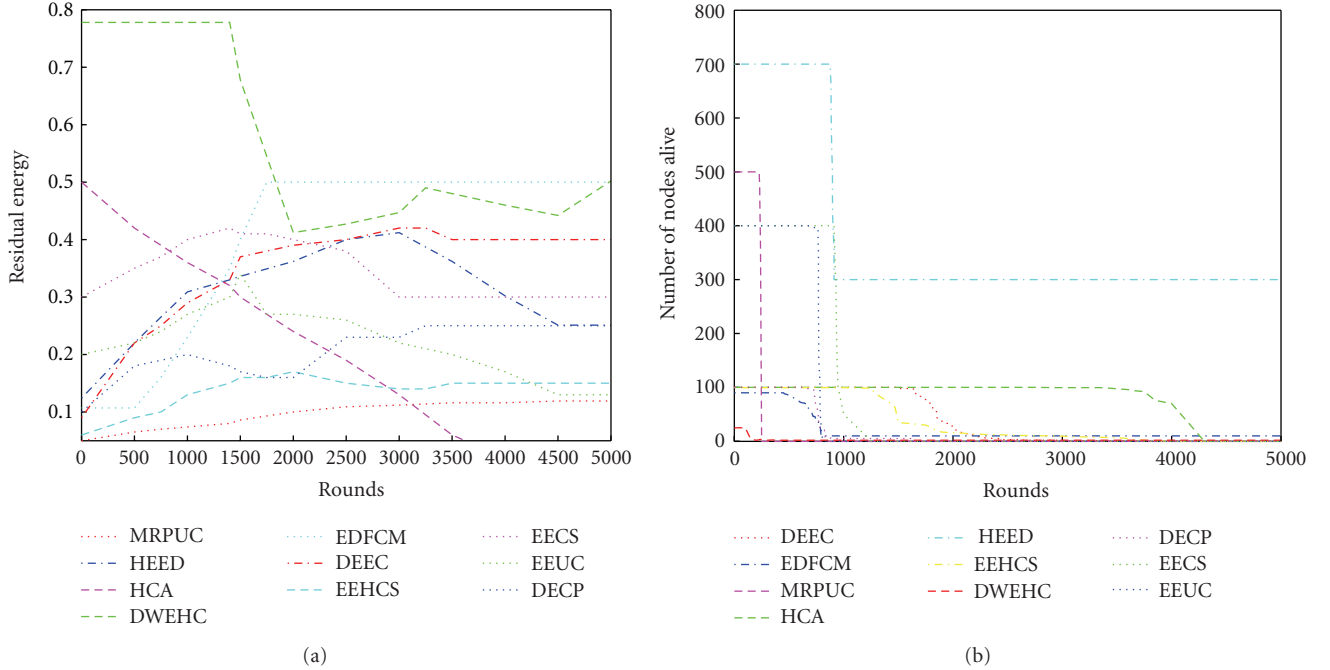 0.8
0.7
0.6
0.5
0.4
0.3
0.2
0.1
Residual energy
0 500 1000 1500 2000 2500 3000 3500 4000 4500 5000
Rounds
MRPUC
HEED
HCA
DWEHC
EDFCM
DEEC
EEHCS
EECS
EEUC
DECP
(a)
800
700
600
500
400
300
200
100
0
Number of nodes alive
0 1000 2000 3000 4000 5000
Rounds
DEEC
EDFCM
MRPUC
HCA
HEED
EEHCS
DWEHC
DECP
EECS
EEUC
(b)